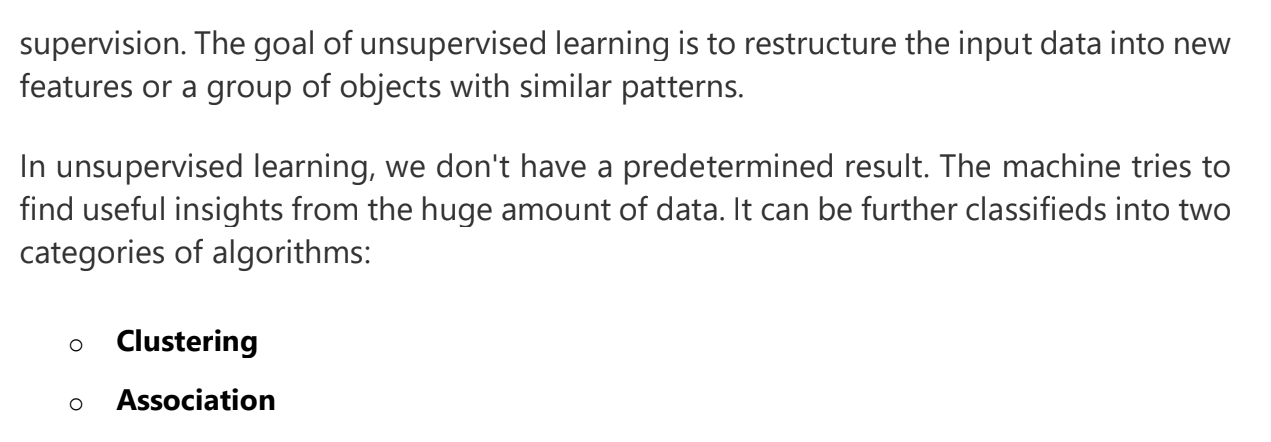 supervision. The goal of unsupervised learning is to restructure the input data into new
features or a group of objects with similar patterns.
In unsupervised learning, we don't have a predetermined result. The machine tries to
find useful insights from the huge amount of data. It can be further classifieds into two
categories of algorithms:
○ Clustering
○ Association